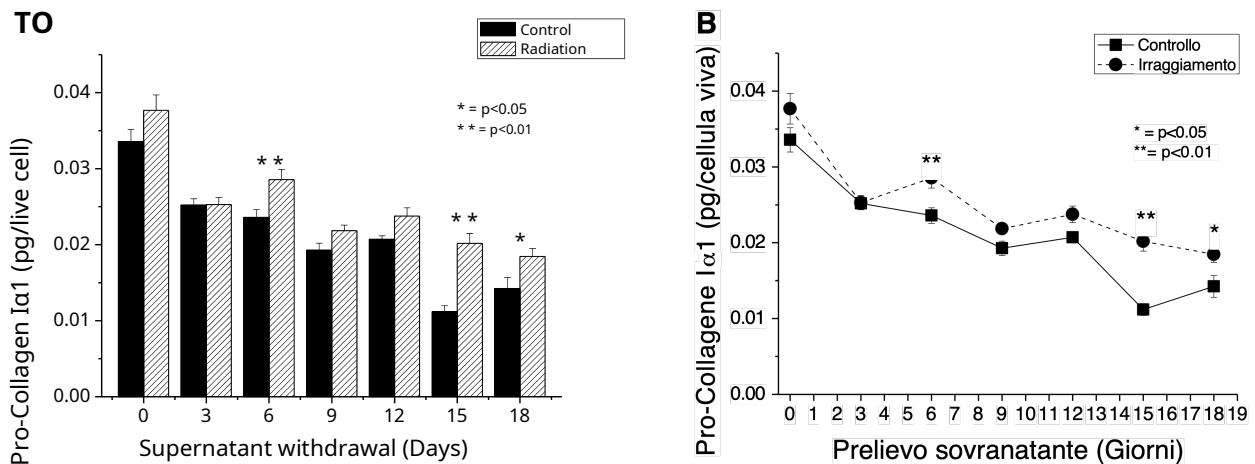 TO
Control
Radiation
* = p<0.05
* * = p<0.01
Pro-Collagen Iα1 (pg/live cell)
0.04
0.03
0.02
0.01
0.00
* *
* *
*
0 3 6 9 12 15 18
Supernatant withdrawal (Days)
B
Controllo
Irraggiamento
* = p<0.05
**= p<0.01
Pro-Collagene Iα1 (pg/cellula viva)
0.04
0.03
0.02
0.01
0.00
**
**
*
0 1 2 3 4 5 6 7 8 9 10 11 12 13 14 15 16 17 18 19
Prelievo sovranatante (Giorni)